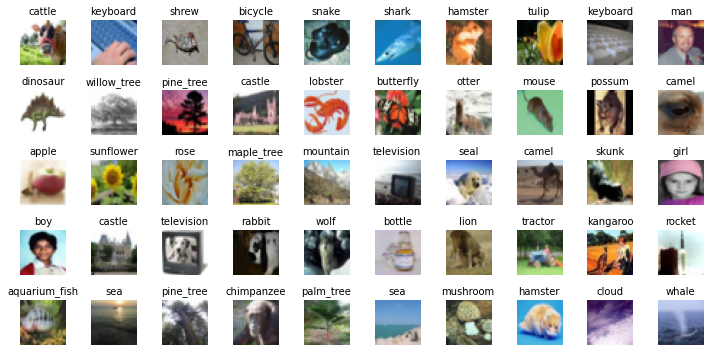 cattle keyboard shrew bicycle snake shark hamster tulip keyboard man
dinosaur willow_tree pine_tree castle lobster butterfly otter mouse possum camel
apple sunflower rose maple_tree mountain television seal camel skunk girl
boy castle television rabbit wolf bottle lion tractor kangaroo rocket
aquarium_fish sea pine_tree chimpanzee palm_tree sea mushroom hamster cloud whale